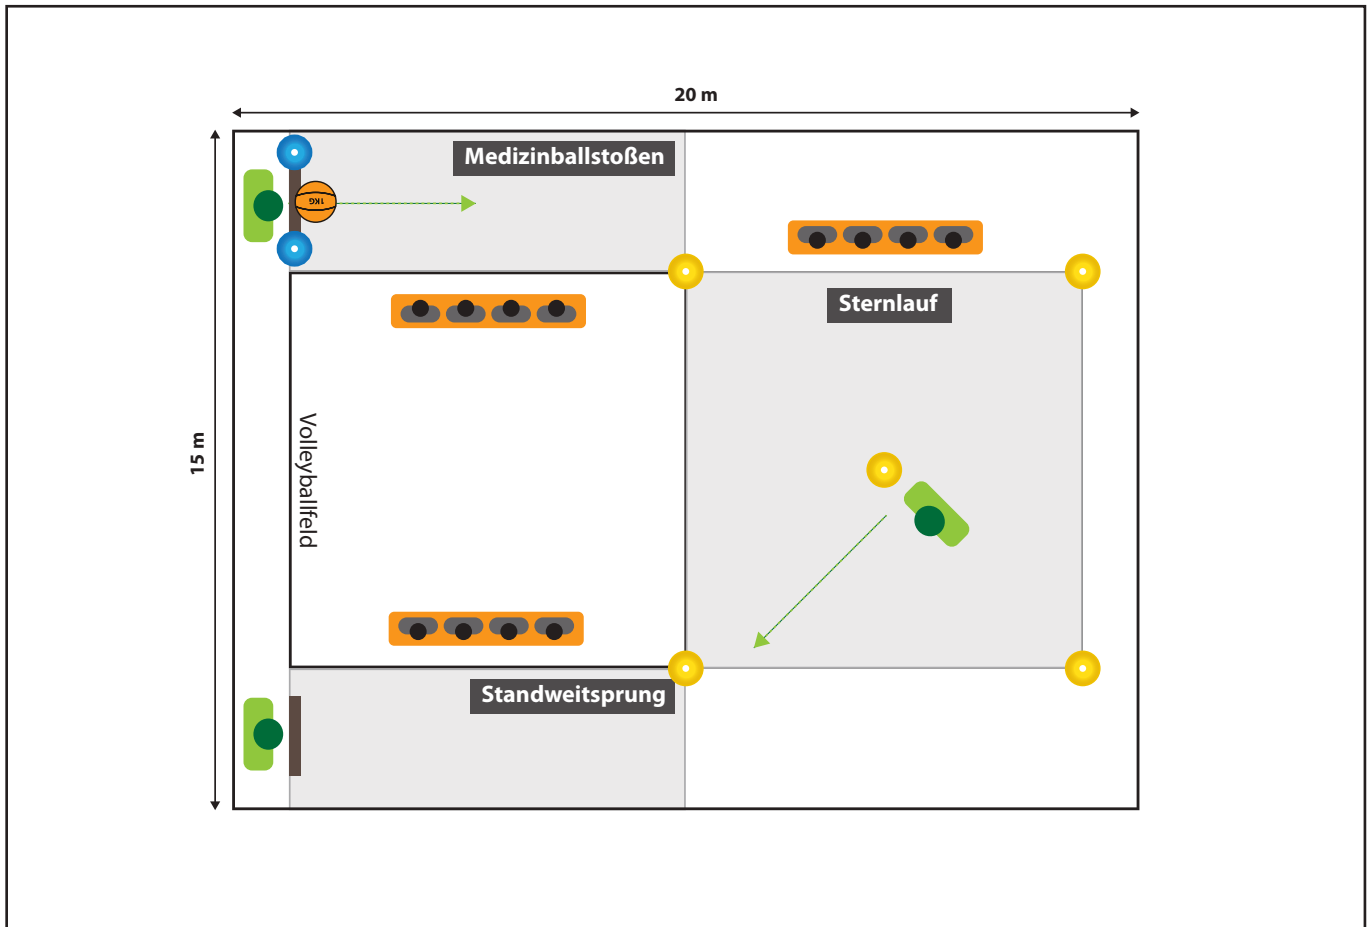 20 m
Medizinballstoßen
1KG
Sternlauf
15 m
Volleyballfeld
Standweitsprung